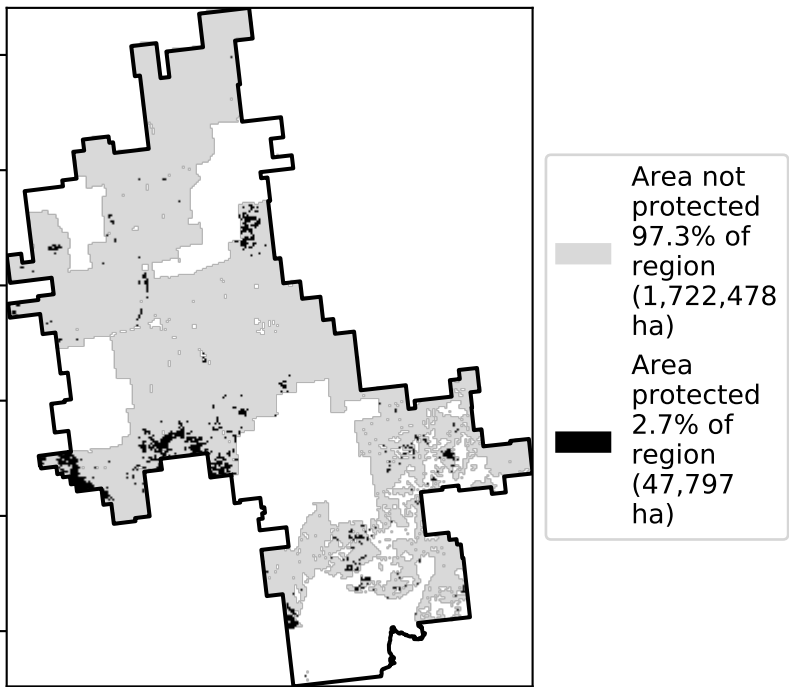 Area not
protected
97.3% of
region
(1,722,478
ha)
Area
protected
2.7% of
region
(47,797
ha)